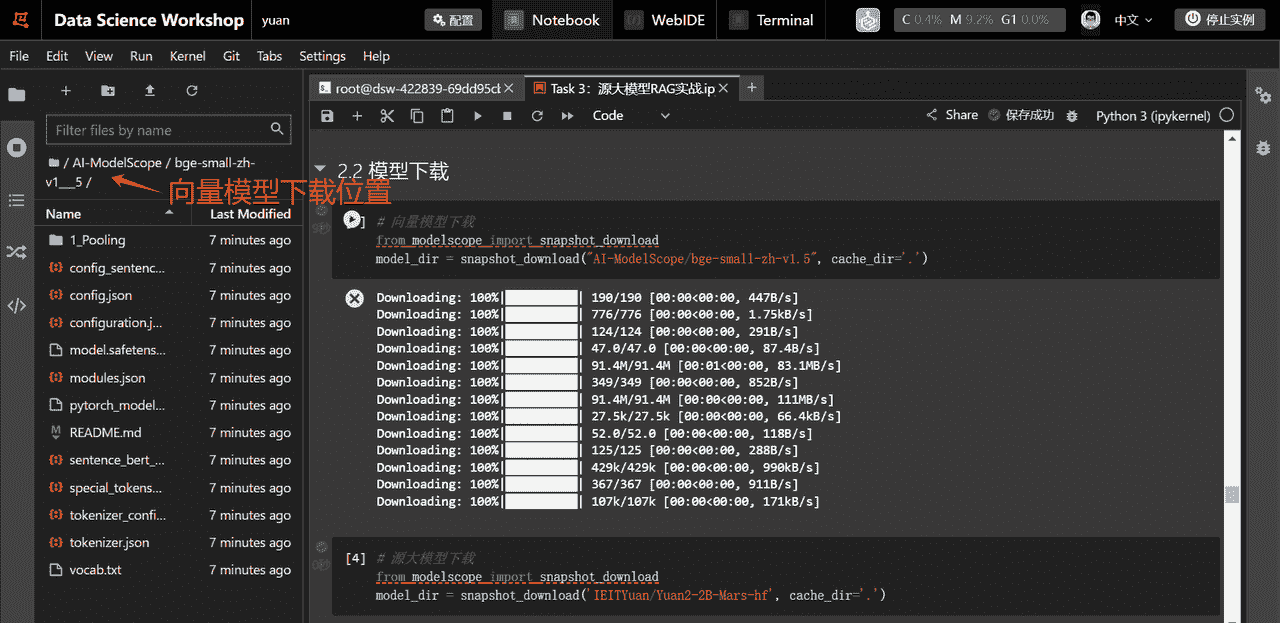 Data Science Workshop yuan 配置 Notebook WebIDE Terminal C 0.4% M 9.2% G1 0.0% 中文 停止实例
File Edit View Run Kernel Git Tabs Settings Help
root@dsw-422839-69dd95cl Task 3：源大模型RAG实战.ip
Filter files by name
Code Share 保存成功 Python 3 (ipykernel)
/ AI-ModelScope / bge-small-zh-
v1___5 /
向量模型下载位置
Name Last Modified
1_Pooling 7 minutes ago
config_sentenc... 7 minutes ago
config.json 7 minutes ago
configuration.j... 7 minutes ago
model.safetens... 7 minutes ago
modules.json 7 minutes ago
pytorch_model... 7 minutes ago
README.md 7 minutes ago
sentence_bert_... 7 minutes ago
special_tokens... 7 minutes ago
tokenizer_confi... 7 minutes ago
tokenizer.json 7 minutes ago
vocab.txt 7 minutes ago
2.2 模型下载
# 向量模型下载
from modelscope import snapshot_download
model_dir = snapshot_download("AI-ModelScope/bge-small-zh-v1.5", cache_dir='.')
Downloading: 100%| | 190/190 [00:00<00:00, 447B/s]
Downloading: 100%| | 776/776 [00:00<00:00, 1.75kB/s]
Downloading: 100%| | 124/124 [00:00<00:00, 291B/s]
Downloading: 100%| | 47.0/47.0 [00:00<00:00, 87.4B/s]
Downloading: 100%| | 91.4M/91.4M [00:01<00:00, 83.1MB/s]
Downloading: 100%| | 349/349 [00:00<00:00, 852B/s]
Downloading: 100%| | 91.4M/91.4M [00:00<00:00, 111MB/s]
Downloading: 100%| | 27.5k/27.5k [00:00<00:00, 66.4kB/s]
Downloading: 100%| | 52.0/52.0 [00:00<00:00, 118B/s]
Downloading: 100%| | 125/125 [00:00<00:00, 288B/s]
Downloading: 100%| | 429k/429k [00:00<00:00, 990kB/s]
Downloading: 100%| | 367/367 [00:00<00:00, 911B/s]
Downloading: 100%| | 107k/107k [00:00<00:00, 171kB/s]
[4] # 源大模型下载
from modelscope import snapshot_download
model_dir = snapshot_download('IEITYuan/Yuan2-2B-Mars-hf', cache_dir='.')